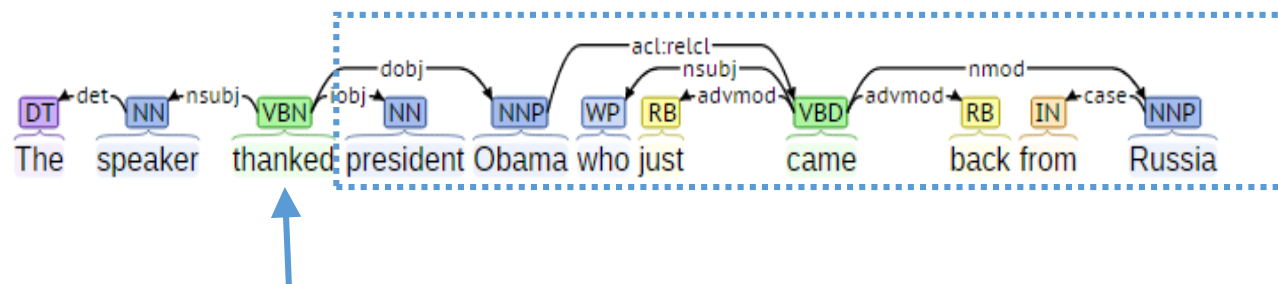 acl:relcl
dobj nsubj nmod
det nsubj iobj advmod advmod case
DT NN VBN NN NNP WP RB VBD RB IN NNP
The speaker thanked president Obama who just came back from Russia